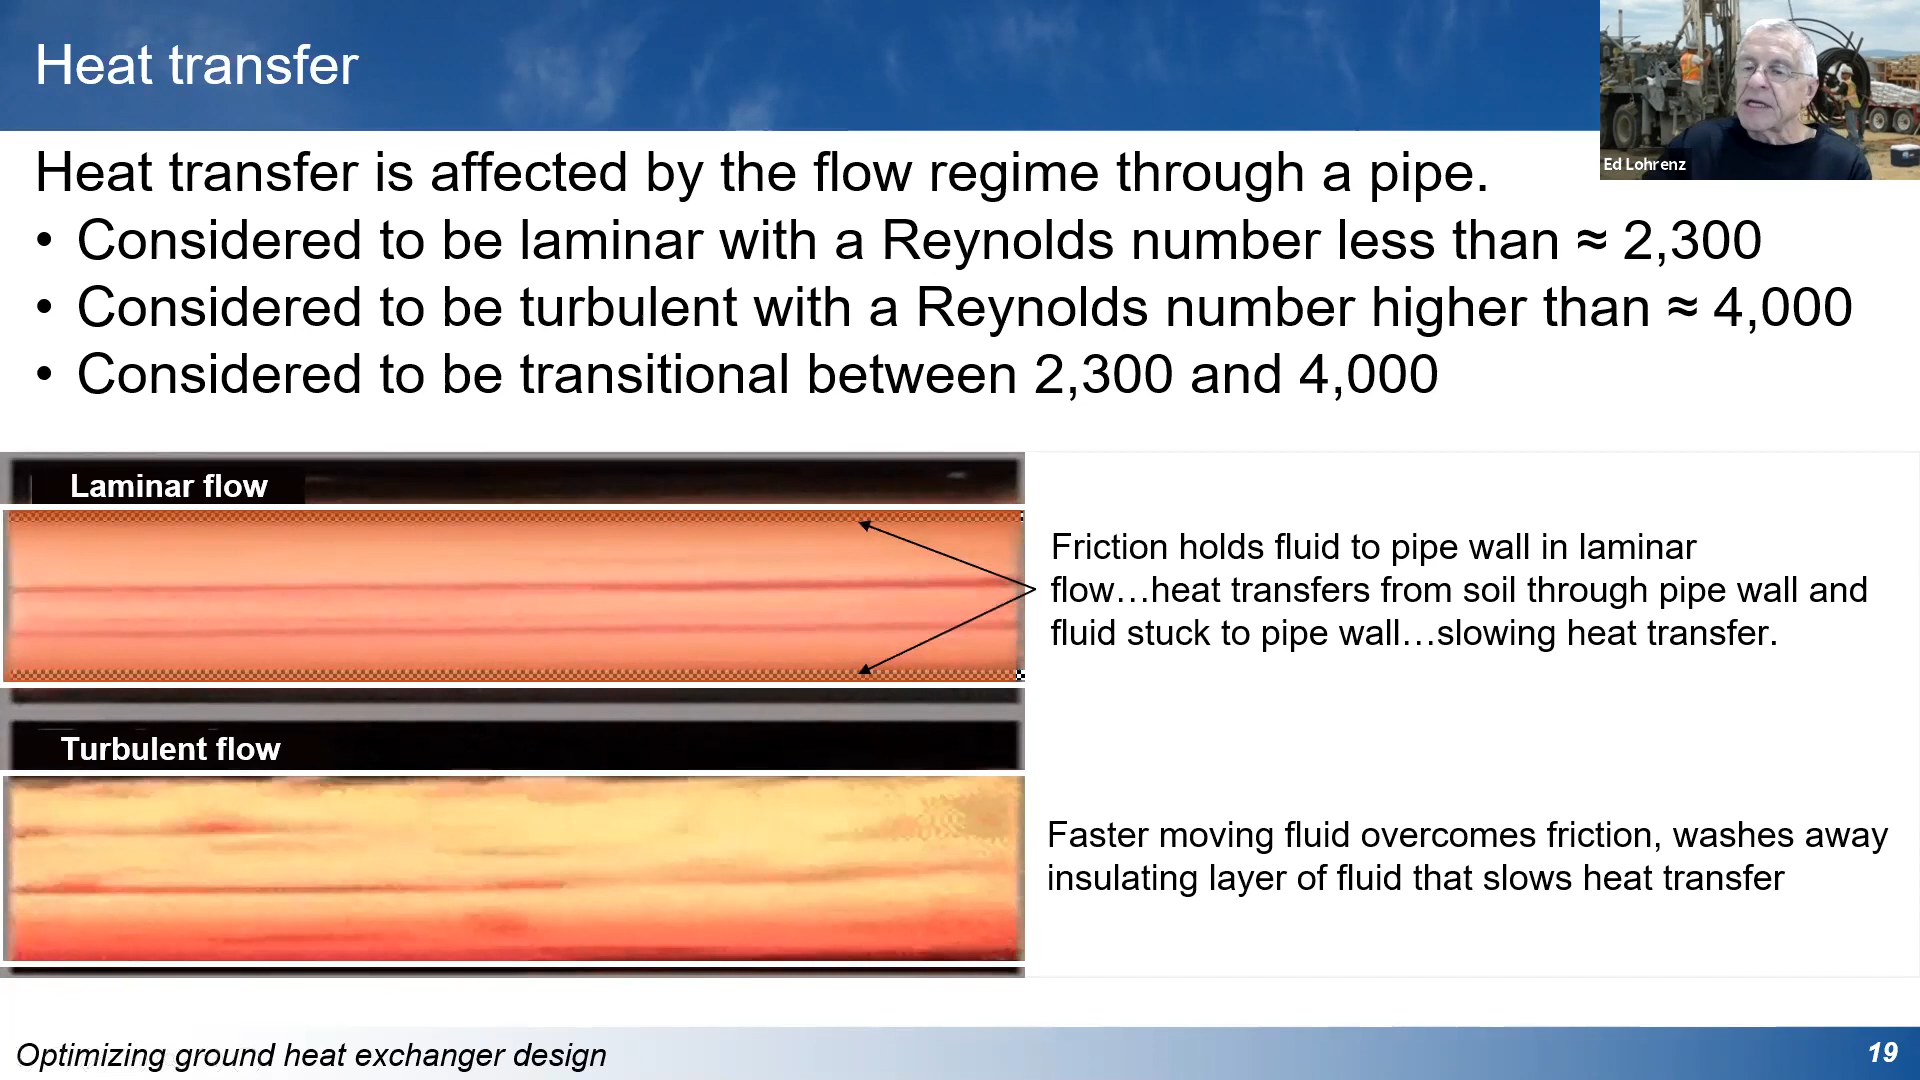 Heat transfer
Ed Lohrenz
Heat transfer is affected by the flow regime through a pipe.
• Considered to be laminar with a Reynolds number less than ≈ 2,300
• Considered to be turbulent with a Reynolds number higher than ≈ 4,000
• Considered to be transitional between 2,300 and 4,000
Laminar flow
Friction holds fluid to pipe wall in laminar
flow…heat transfers from soil through pipe wall and
fluid stuck to pipe wall…slowing heat transfer.
Turbulent flow
Faster moving fluid overcomes friction, washes away
insulating layer of fluid that slows heat transfer
Optimizing ground heat exchanger design
19